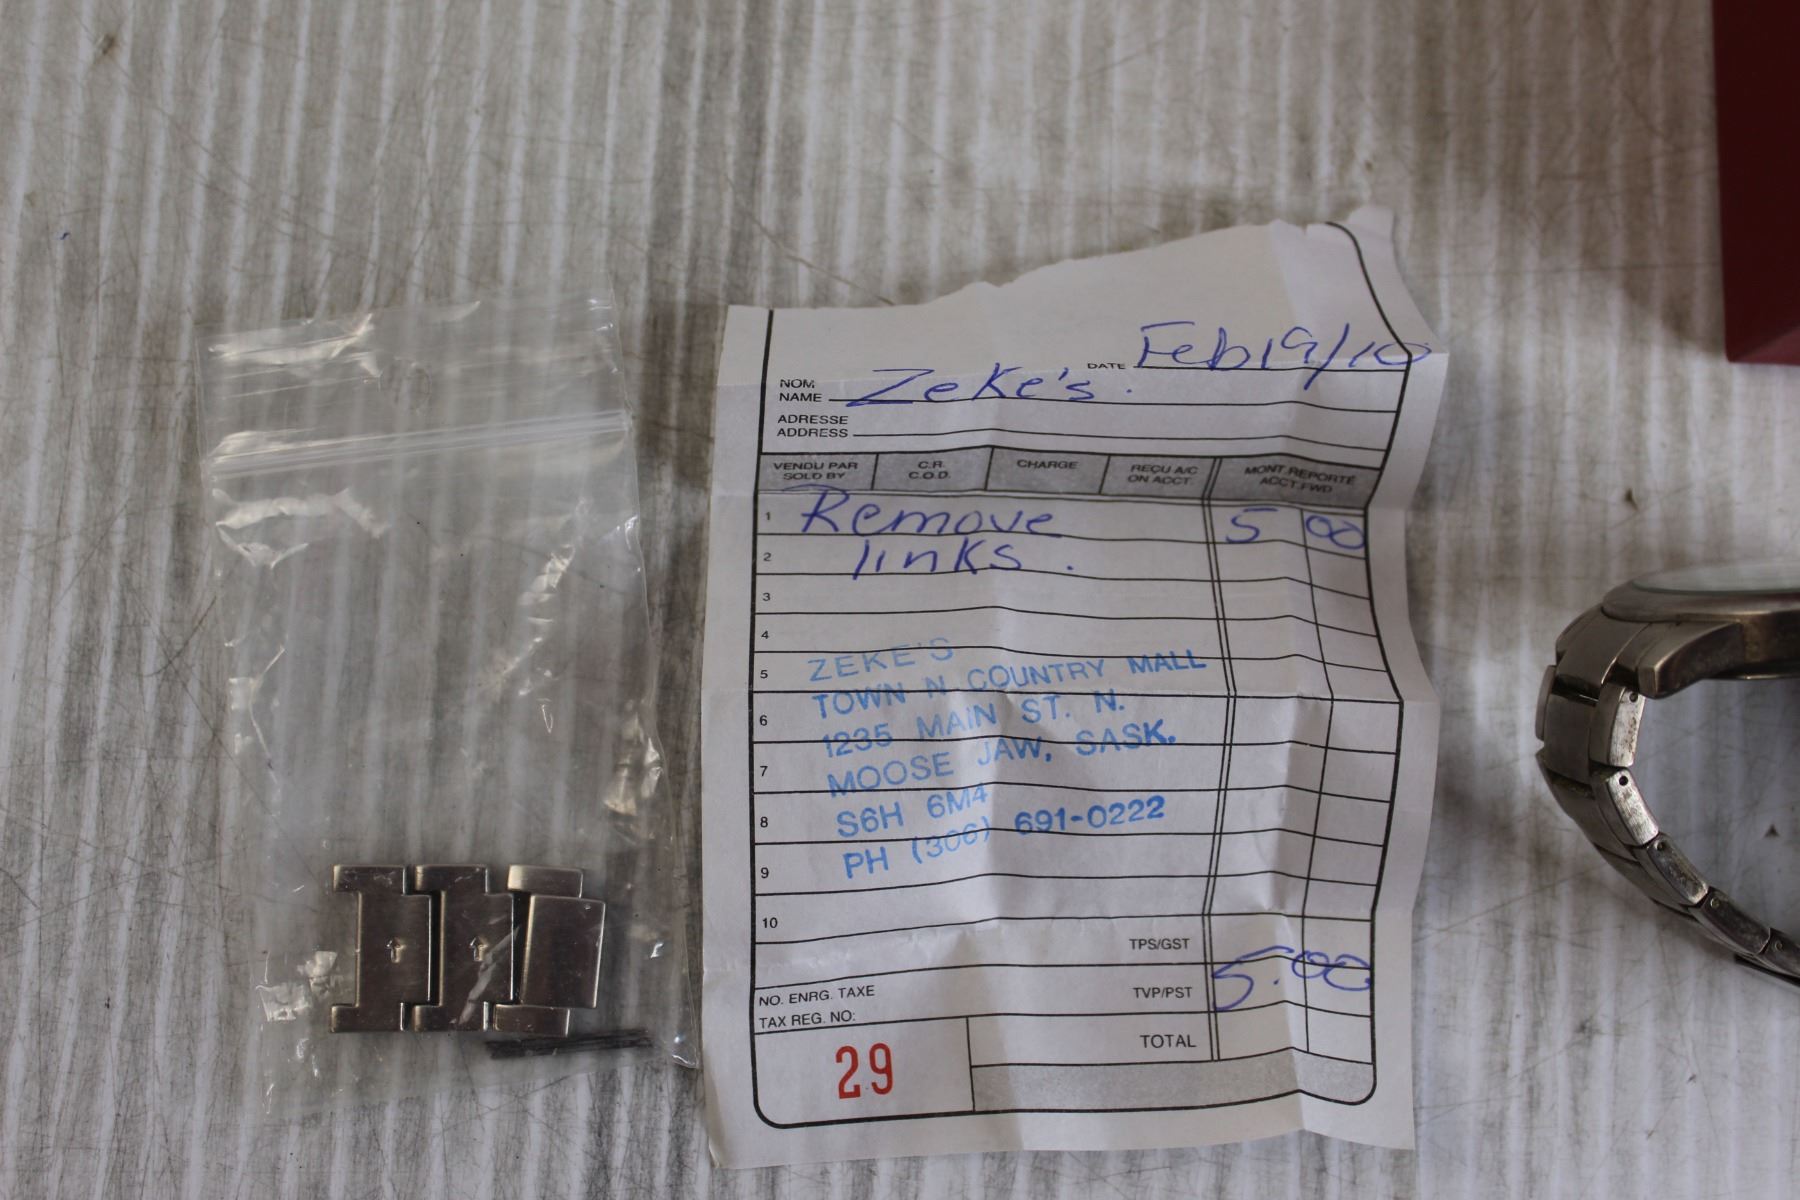 DATE Feb 19/10
NOM
NAME Zeke's.
ADRESSE
ADDRESS
VENDU PAR
SOLD BY
C.R.
C.O.D.
CHARGE
REÇU A/C
ON ACCT.
MONT. REPORTÉ
ACCT. FWD
1 Remove 5 00
2 links.
3
4
5
6
7
8
9
10
ZEKE'S
TOWN N COUNTRY MALL
1235 MAIN ST. N.
MOOSE JAW, SASK.
S6H 6M4
PH (306) 691-0222
TPS/GST
5.00
NO. ENRG. TAXE
TAX REG. NO:
TVP/PST
TOTAL
29